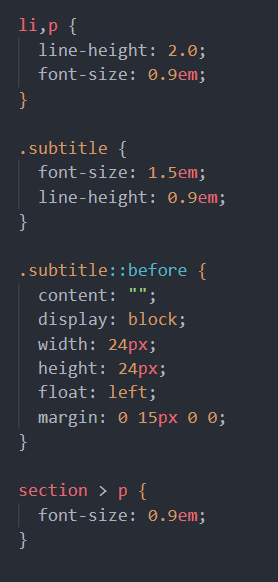 li,p {
  line-height: 2.0;
  font-size: 0.9em;
}

.subtitle {
  font-size: 1.5em;
  line-height: 0.9em;
}

.subtitle::before {
  content: "";
  display: block;
  width: 24px;
  height: 24px;
  float: left;
  margin: 0 15px 0 0;
}

section > p {
  font-size: 0.9em;
}